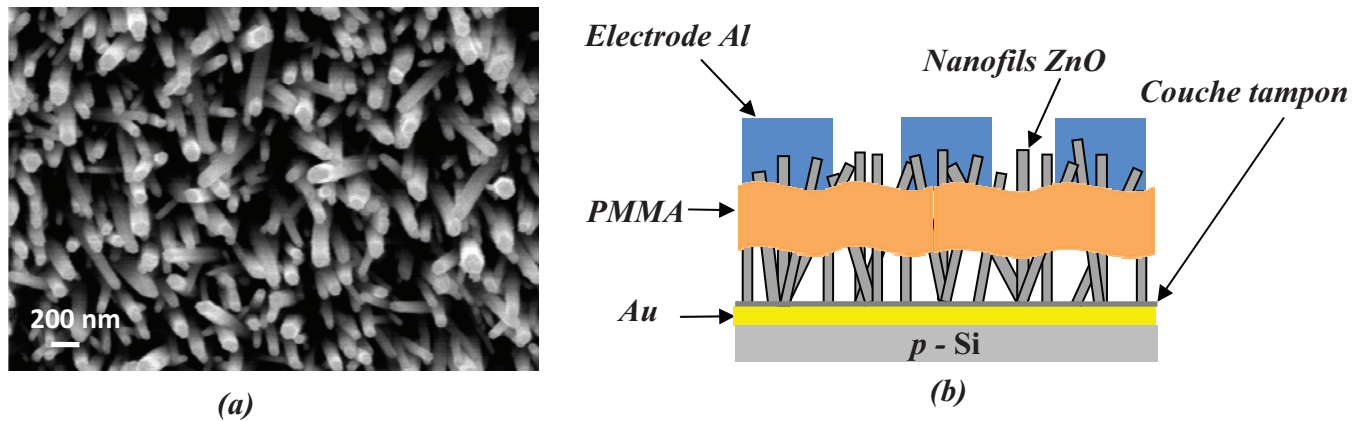 Electrode Al
Nanofils ZnO
Couche tampon
PMMA
200 nm
Au
p - Si
(a)
(b)